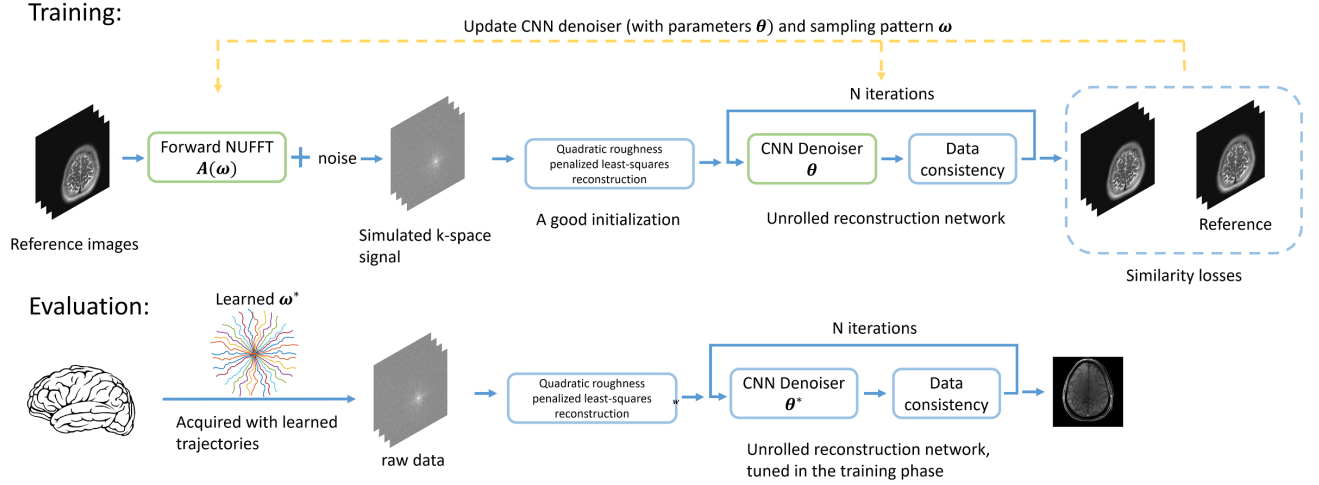 Training:
Update CNN denoiser (with parameters θ) and sampling pattern ω
N iterations
Forward NUFFT
A(ω)
+ noise
Quadratic roughness
penalized least-squares
reconstruction
CNN Denoiser
θ
Data
consistency
Reference images
Simulated k-space
signal
A good initialization
Unrolled reconstruction network
Reference
Similarity losses
Evaluation:
Learned ω*
Acquired with learned
trajectories
raw data
Quadratic roughness
penalized least-squares
reconstruction
w
N iterations
CNN Denoiser
θ*
Data
consistency
Unrolled reconstruction network,
tuned in the training phase